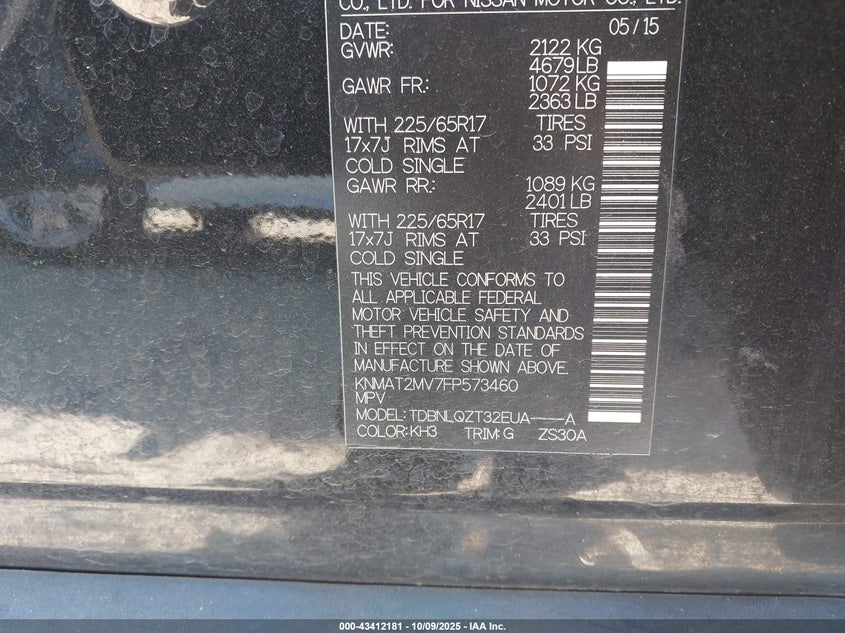 CO., LTD. FOR NISSAN MOTOR CO., LTD.
DATE: 05/15
GVWR: 2122 KG
4679LB
GAWR FR.: 1072 KG
2363 LB
WITH 225/65R17 TIRES
17x7J RIMS AT 33 PSI
COLD SINGLE
GAWR RR.: 1089 KG
2401 LB
WITH 225/65R17 TIRES
17x7J RIMS AT 33 PSI
COLD SINGLE
THIS VEHICLE CONFORMS TO
ALL APPLICABLE FEDERAL
MOTOR VEHICLE SAFETY AND
THEFT PREVENTION STANDARDS
IN EFFECT ON THE DATE OF
MANUFACTURE SHOWN ABOVE.
KNMAT2MV7FP573460
MPV
MODEL: TDBNLQZT32EUA----A
COLOR: KH3 TRIM: G ZS30A
000-43412181 - 10/09/2025 - IAA Inc.